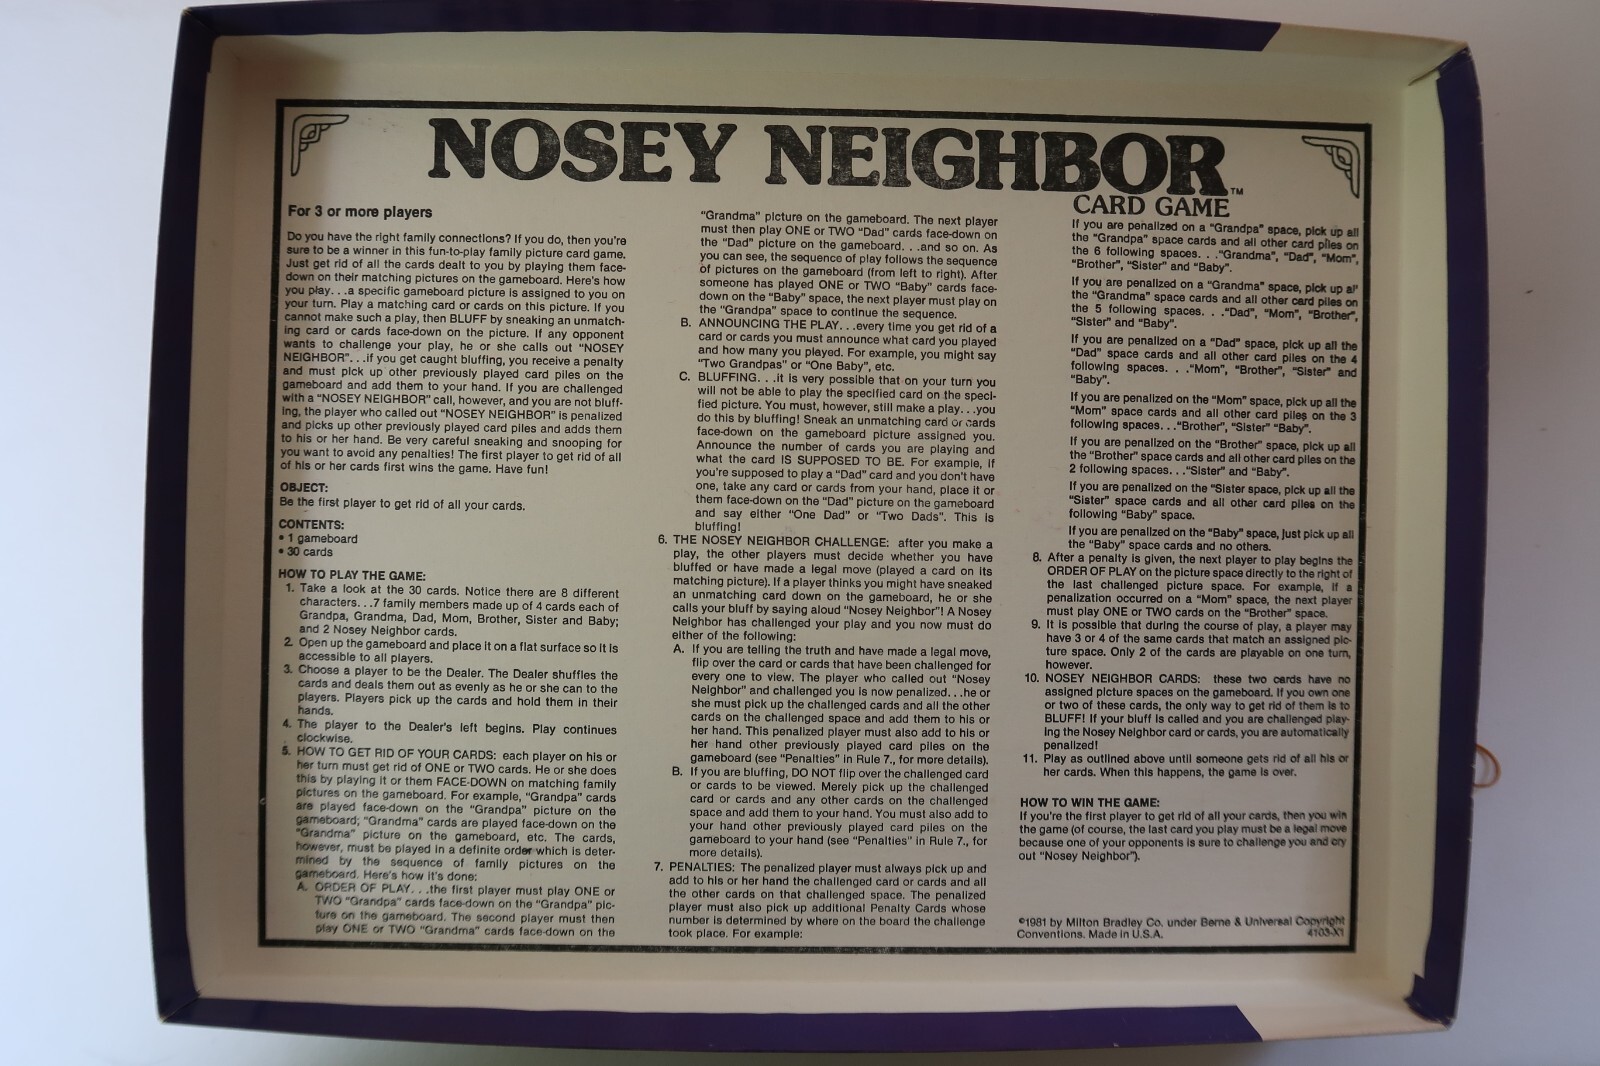 NOSEY NEIGHBOR™
CARD GAME
For 3 or more players
Do you have the right family connections? If you do, then you're
sure to be a winner in this fun-to-play family picture card game.
Just get rid of all the cards dealt to you by playing them face-
down on their matching pictures on the gameboard. Here's how
you play. . .a specific gameboard picture is assigned to you on
your turn. Play a matching card or cards on this picture. If you
cannot make such a play, then BLUFF by sneaking an unmatch-
ing card or cards face-down on the picture. If any opponent
wants to challenge your play, he or she calls out "NOSEY
NEIGHBOR". . .if you get caught bluffing, you receive a penalty
and must pick up other previously played card piles on the
gameboard and add them to your hand. If you are challenged
with a "NOSEY NEIGHBOR" call, however, and you are not bluff-
ing, the player who called out "NOSEY NEIGHBOR" is penalized
and picks up other previously played card piles and adds them
to his or her hand. Be very careful sneaking and snooping for
you want to avoid any penalties! The first player to get rid of all
of his or her cards first wins the game. Have fun!
OBJECT:
Be the first player to get rid of all your cards.
CONTENTS:
• 1 gameboard
• 30 cards
HOW TO PLAY THE GAME:
1. Take a look at the 30 cards. Notice there are 8 different
characters. . .7 family members made up of 4 cards each of
Grandpa, Grandma, Dad, Mom, Brother, Sister and Baby;
and 2 Nosey Neighbor cards.
2. Open up the gameboard and place it on a flat surface so it is
accessible to all players.
3. Choose a player to be the Dealer. The Dealer shuffles the
cards and deals them out as evenly as he or she can to the
players. Players pick up the cards and hold them in their
hands.
4. The player to the Dealer's left begins. Play continues
clockwise.
5. HOW TO GET RID OF YOUR CARDS: each player on his or
her turn must get rid of ONE or TWO cards. He or she does
this by playing it or them FACE-DOWN on matching family
pictures on the gameboard. For example, "Grandpa" cards
are played face-down on the "Grandpa" picture on the
gameboard; "Grandma" cards are played face-down on the
"Grandma" picture on the gameboard, etc. The cards,
however, must be played in a definite order which is deter-
mined by the sequence of family pictures on the
gameboard. Here's how it's done:
A. ORDER OF PLAY. . .the first player must play ONE or
TWO "Grandpa" cards face-down on the "Grandpa" pic-
ture on the gameboard. The second player must then
play ONE or TWO "Grandma" cards face-down on the
"Grandma" picture on the gameboard. The next player
must then play ONE or TWO "Dad" cards face-down on
the "Dad" picture on the gameboard. . .and so on. As
you can see, the sequence of play follows the sequence
of pictures on the gameboard (from left to right). After
someone has played ONE or TWO "Baby" cards face-
down on the "Baby" space, the next player must play on
the "Grandpa" space to continue the sequence.
B. ANNOUNCING THE PLAY. . .every time you get rid of a
card or cards you must announce what card you played
and how many you played. For example, you might say
"Two Grandpas" or "One Baby", etc.
C. BLUFFING. . .it is very possible that on your turn you
will not be able to play the specified card on the speci-
fied picture. You must, however, still make a play. . .you
do this by bluffing! Sneak an unmatching card or cards
face-down on the gameboard picture assigned you.
Announce the number of cards you are playing and
what the card IS SUPPOSED TO BE. For example, if
you're supposed to play a "Dad" card and you don't have
one, take any card or cards from your hand, place it or
them face-down on the "Dad" picture on the gameboard
and say either "One Dad" or "Two Dads". This is
bluffing!
6. THE NOSEY NEIGHBOR CHALLENGE: after you make a
play, the other players must decide whether you have
bluffed or have made a legal move (played a card on its
matching picture). If a player thinks you might have sneaked
an unmatching card down on the gameboard, he or she
calls your bluff by saying aloud "Nosey Neighbor"! A Nosey
Neighbor has challenged your play and you now must do
either of the following:
A. If you are telling the truth and have made a legal move,
flip over the card or cards that have been challenged for
every one to view. The player who called out "Nosey
Neighbor" and challenged you is now penalized. . .he or
she must pick up the challenged cards and all the other
cards on the challenged space and add them to his or
her hand. This penalized player must also add to his or
her hand other previously played card piles on the
gameboard (see "Penalties" in Rule 7., for more details).
B. If you are bluffing, DO NOT flip over the challenged card
or cards to be viewed. Merely pick up the challenged
card or cards and any other cards on the challenged
space and add them to your hand. You must also add to
your hand other previously played card piles on the
gameboard to your hand (see "Penalties" in Rule 7., for
more details).
7. PENALTIES: The penalized player must always pick up and
add to his or her hand the challenged card or cards and all
the other cards on that challenged space. The penalized
player must also pick up additional Penalty Cards whose
number is determined by where on the board the challenge
took place. For example:
If you are penalized on a "Grandpa" space, pick up all
the "Grandpa" space cards and all other card piles on
the 6 following spaces. . ."Grandma", "Dad", "Mom",
"Brother", "Sister" and "Baby".
If you are penalized on a "Grandma" space, pick up al
the "Grandma" space cards and all other card piles on
the 5 following spaces. . ."Dad", "Mom", "Brother",
"Sister" and "Baby".
If you are penalized on a "Dad" space, pick up all the
"Dad" space cards and all other card piles on the 4
following spaces. . ."Mom", "Brother", "Sister" and
"Baby".
If you are penalized on the "Mom" space, pick up all the
"Mom" space cards and all other card piles on the 3
following spaces. . ."Brother", "Sister" "Baby".
If you are penalized on the "Brother" space, pick up all
the "Brother" space cards and all other card piles on the
2 following spaces. . ."Sister" and "Baby".
If you are penalized on the "Sister space, pick up all the
"Sister" space cards and all other card piles on the
following "Baby" space.
If you are penalized on the "Baby" space, just pick up all
the "Baby" space cards and no others.
8. After a penalty is given, the next player to play begins the
ORDER OF PLAY on the picture space directly to the right of
the last challenged picture space. For example, if a
penalization occurred on a "Mom" space, the next player
must play ONE or TWO cards on the "Brother" space.
9. It is possible that during the course of play, a player may
have 3 or 4 of the same cards that match an assigned pic-
ture space. Only 2 of the cards are playable on one turn,
however.
10. NOSEY NEIGHBOR CARDS: these two cards have no
assigned picture spaces on the gameboard. If you own one
or two of these cards, the only way to get rid of them is to
BLUFF! If your bluff is called and you are challenged play-
ing the Nosey Neighbor card or cards, you are automatically
penalized!
11. Play as outlined above until someone gets rid of all his or
her cards. When this happens, the game is over.
HOW TO WIN THE GAME:
If you're the first player to get rid of all your cards, then you win
the game (of course, the last card you play must be a legal move
because one of your opponents is sure to challenge you and cry
out "Nosey Neighbor").
©1981 by Milton Bradley Co. under Berne & Universal Copyright
Conventions. Made in U.S.A.
4103-X1